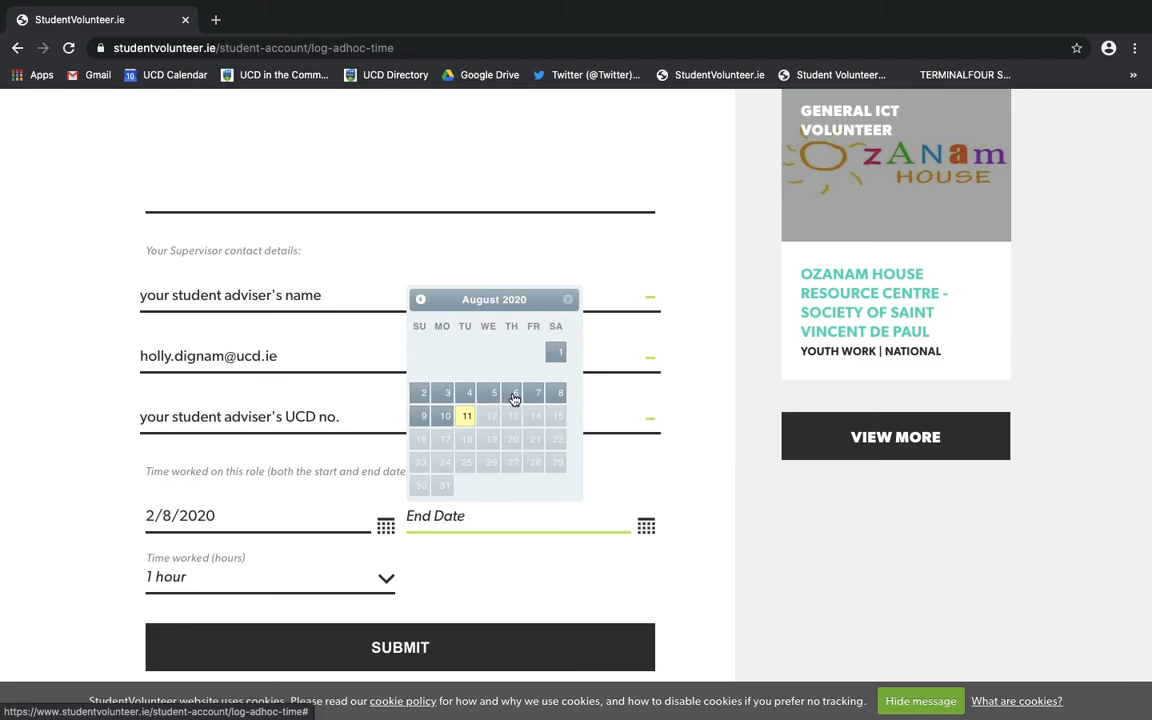 StudentVolunteer.ie
studentvolunteer.ie/student-account/log-adhoc-time
Apps Gmail UCD Calendar UCD in the Comm... UCD Directory Google Drive Twitter (@Twitter)... StudentVolunteer.ie Student Volunteer... TERMINALFOUR S... »
GENERAL ICT
VOLUNTEER
OZANAM
HOUSE
Your Supervisor contact details:
OZANAM HOUSE
RESOURCE CENTRE -
SOCIETY OF SAINT
VINCENT DE PAUL
YOUTH WORK | NATIONAL
VIEW MORE
your student adviser's name
holly.dignam@ucd.ie
your student adviser's UCD no.
August 2020
SU MO TU WE TH FR SA
1
2 3 4 5 6 7 8
9 10 11 12 13 14 15
16 17 18 19 20 21 22
23 24 25 26 27 28 29
30 31
Time worked on this role (both the start and end date
2/8/2020 End Date
Time worked (hours)
1 hour
SUBMIT
StudentVolunteer website uses cookies. Please read our cookie policy for how and why we use cookies, and how to disable cookies if you prefer no tracking. Hide message What are cookies?
https://www.studentvolunteer.ie/student-account/log-adhoc-time#